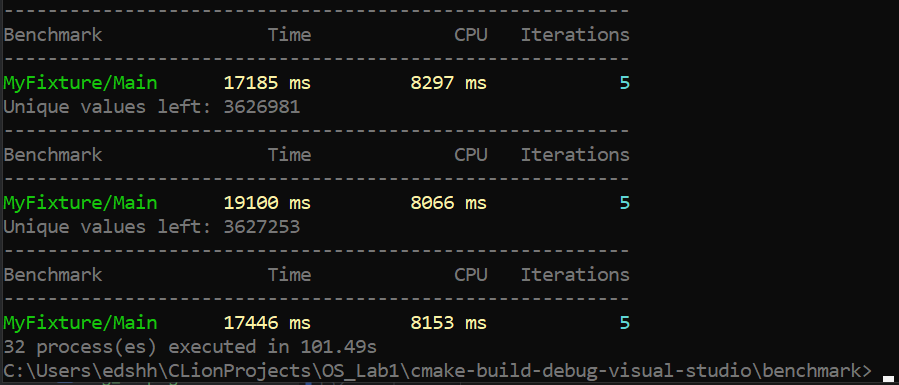 ---------------------------------------------------------
Benchmark               Time             CPU   Iterations
---------------------------------------------------------
MyFixture/Main      17185 ms         8297 ms            5
Unique values left: 3626981
---------------------------------------------------------
Benchmark               Time             CPU   Iterations
---------------------------------------------------------
MyFixture/Main      19100 ms         8066 ms            5
Unique values left: 3627253
---------------------------------------------------------
Benchmark               Time             CPU   Iterations
---------------------------------------------------------
MyFixture/Main      17446 ms         8153 ms            5
32 process(es) executed in 101.49s
C:\Users\edshh\CLionProjects\OS_Lab1\cmake-build-debug-visual-studio\benchmark>